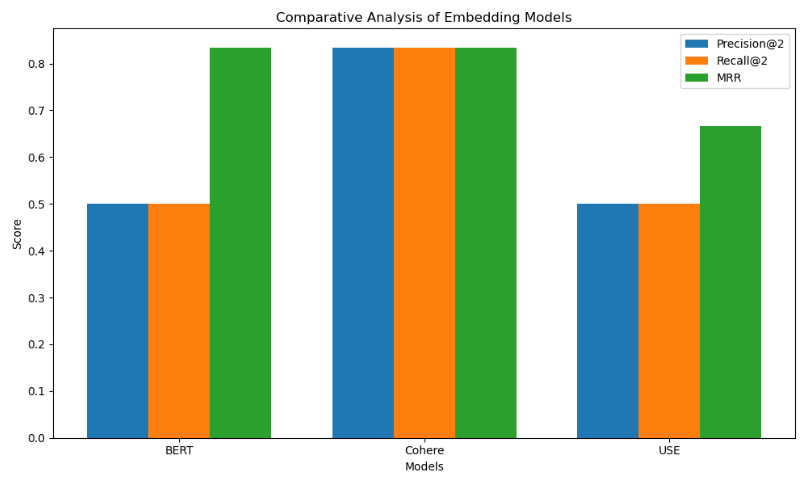 Comparative Analysis of Embedding Models
Precision@2
Recall@2
MRR
0.8
0.7
0.6
0.5
0.4
0.3
0.2
0.1
0.0
Score
BERT
Cohere
USE
Models